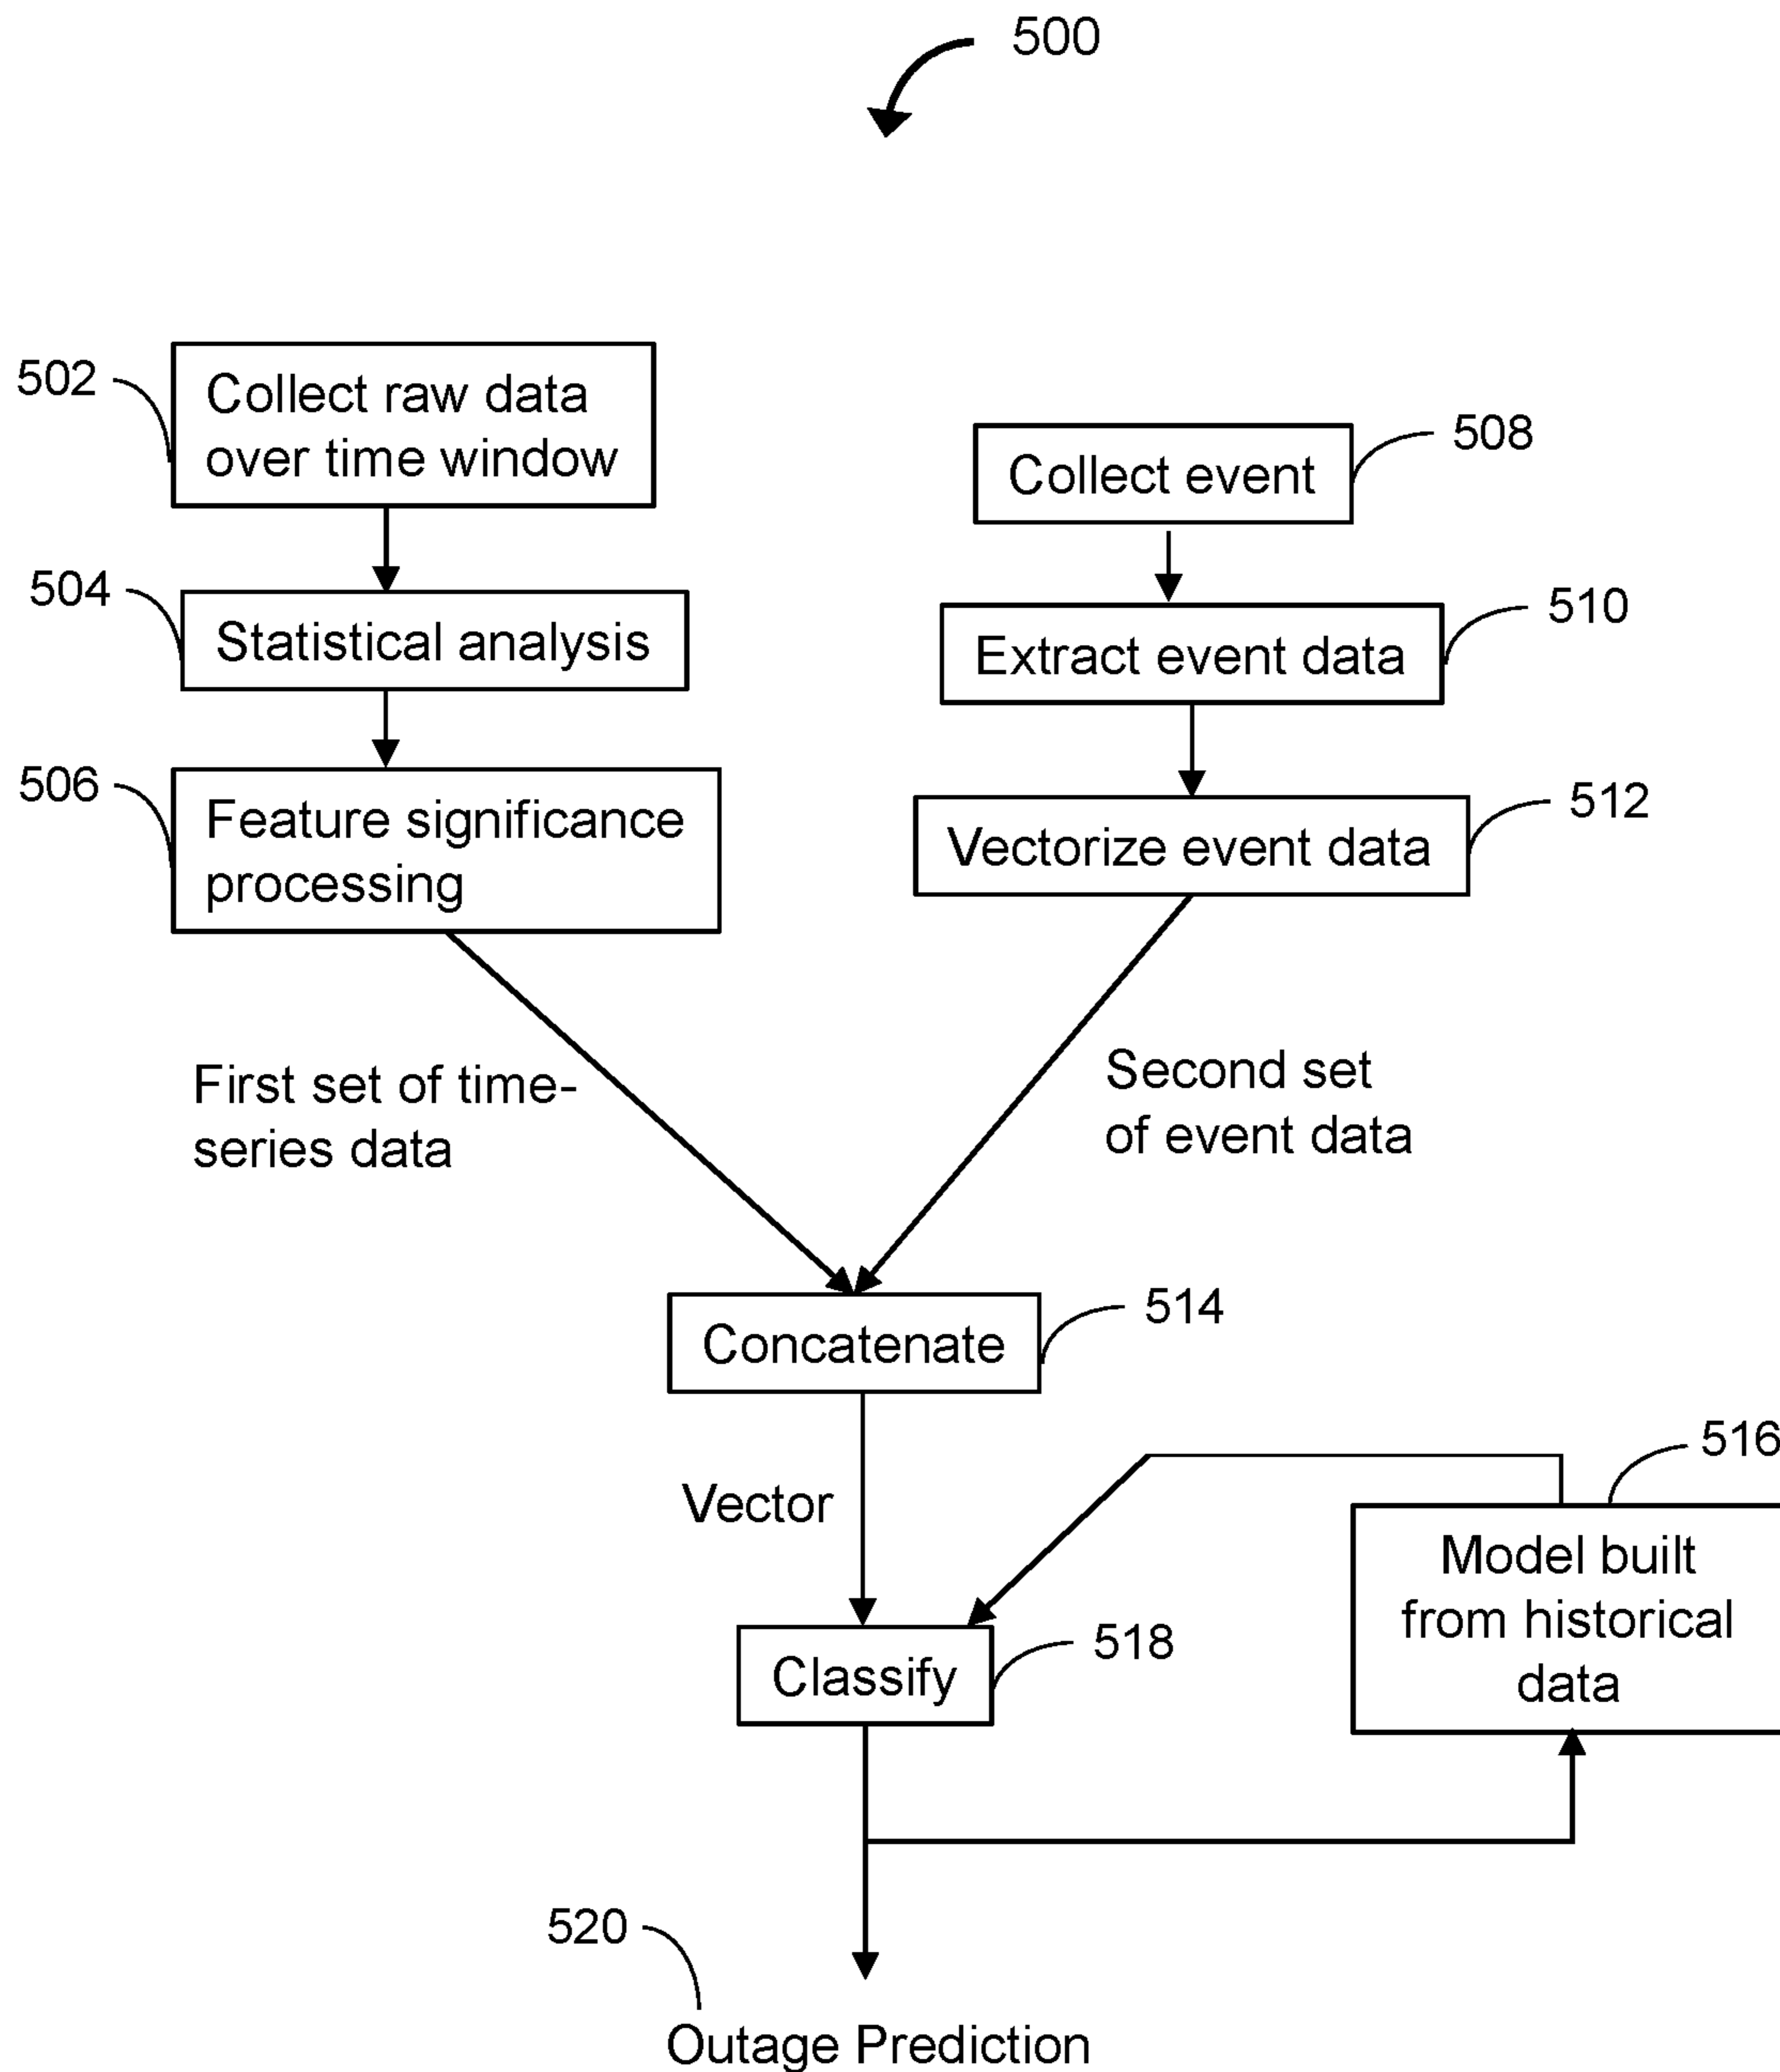 500
502
Collect raw data
over time window
508
Collect event
504
Statistical analysis
510
Extract event data
506
Feature significance
processing
512
Vectorize event data
First set of time-
series data
Second set
of event data
514
Concatenate
516
Vector
Model built
from historical
data
518
Classify
520
Outage Prediction